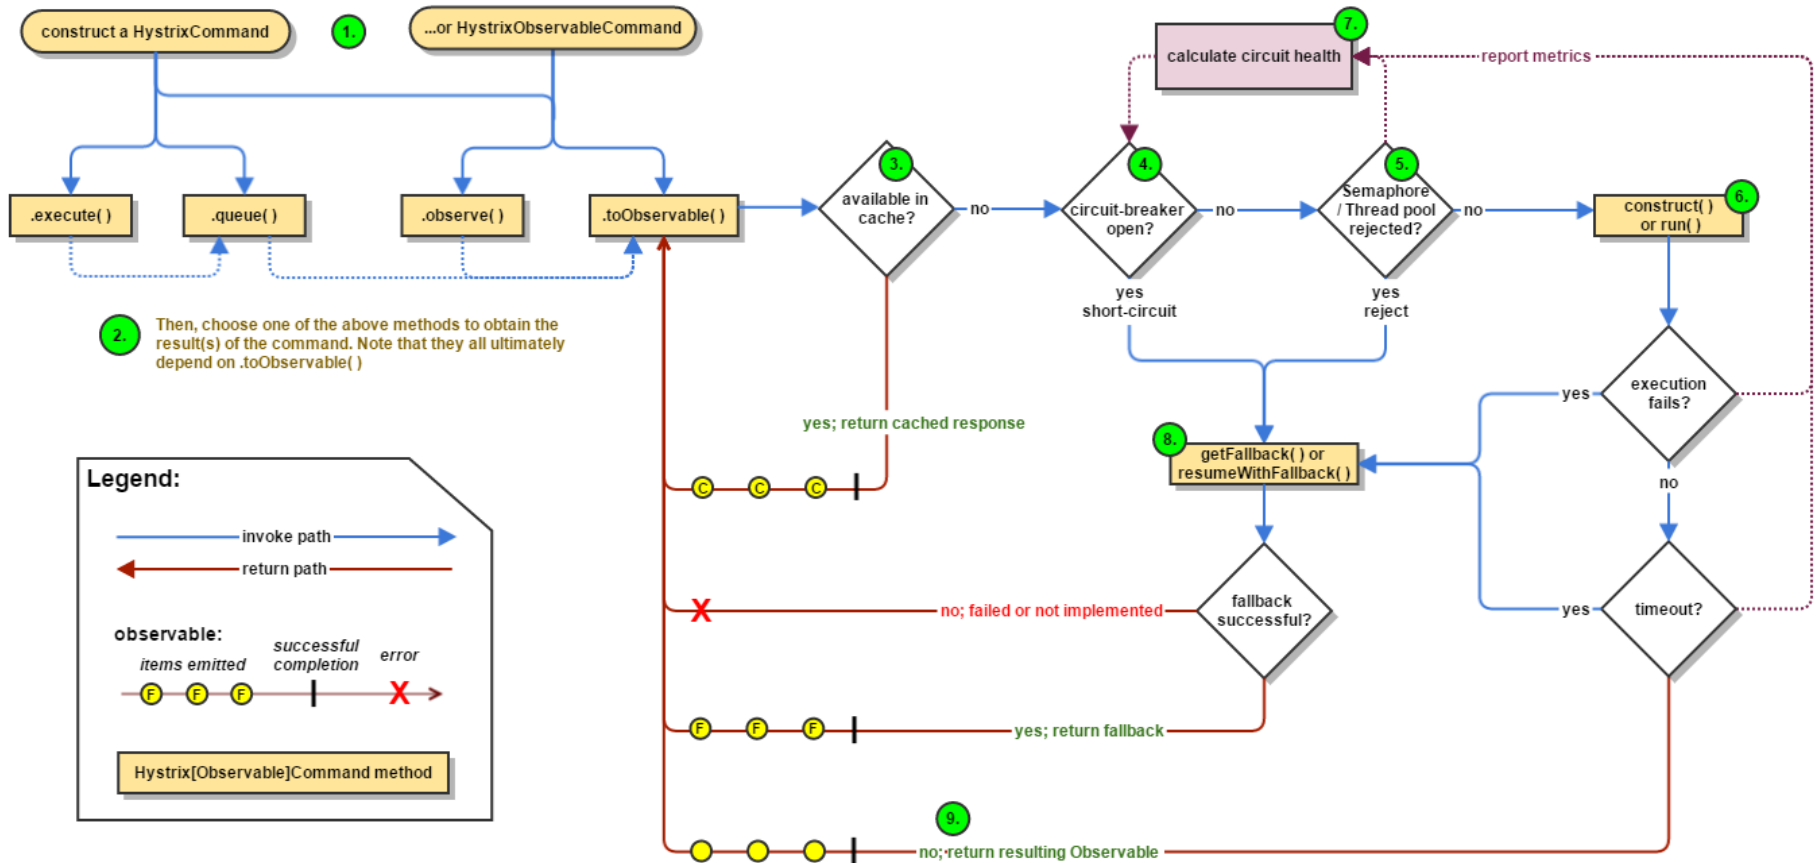 construct a HystrixCommand
1.
...or HystrixObservableCommand
7.
calculate circuit health
report metrics
.execute( )
.queue( )
.observe( )
.toObservable( )
3.
available in
cache?
no
4.
circuit-breaker
open?
no
5.
Semaphore
/ Thread pool
rejected?
no
6.
construct( )
or run( )
yes
short-circuit
yes
reject
2.
Then, choose one of the above methods to obtain the
result(s) of the command. Note that they all ultimately
depend on .toObservable( )
yes; return cached response
C C C
execution
fails?
yes
no
8.
getFallback( ) or
resumeWithFallback( )
timeout?
yes
fallback
successful?
no; failed or not implemented
X
yes; return fallback
F F F
9.
no; return resulting Observable
Legend:
invoke path
return path
observable:
items emitted
successful
completion
error
F F F
X
Hystrix[Observable]Command method